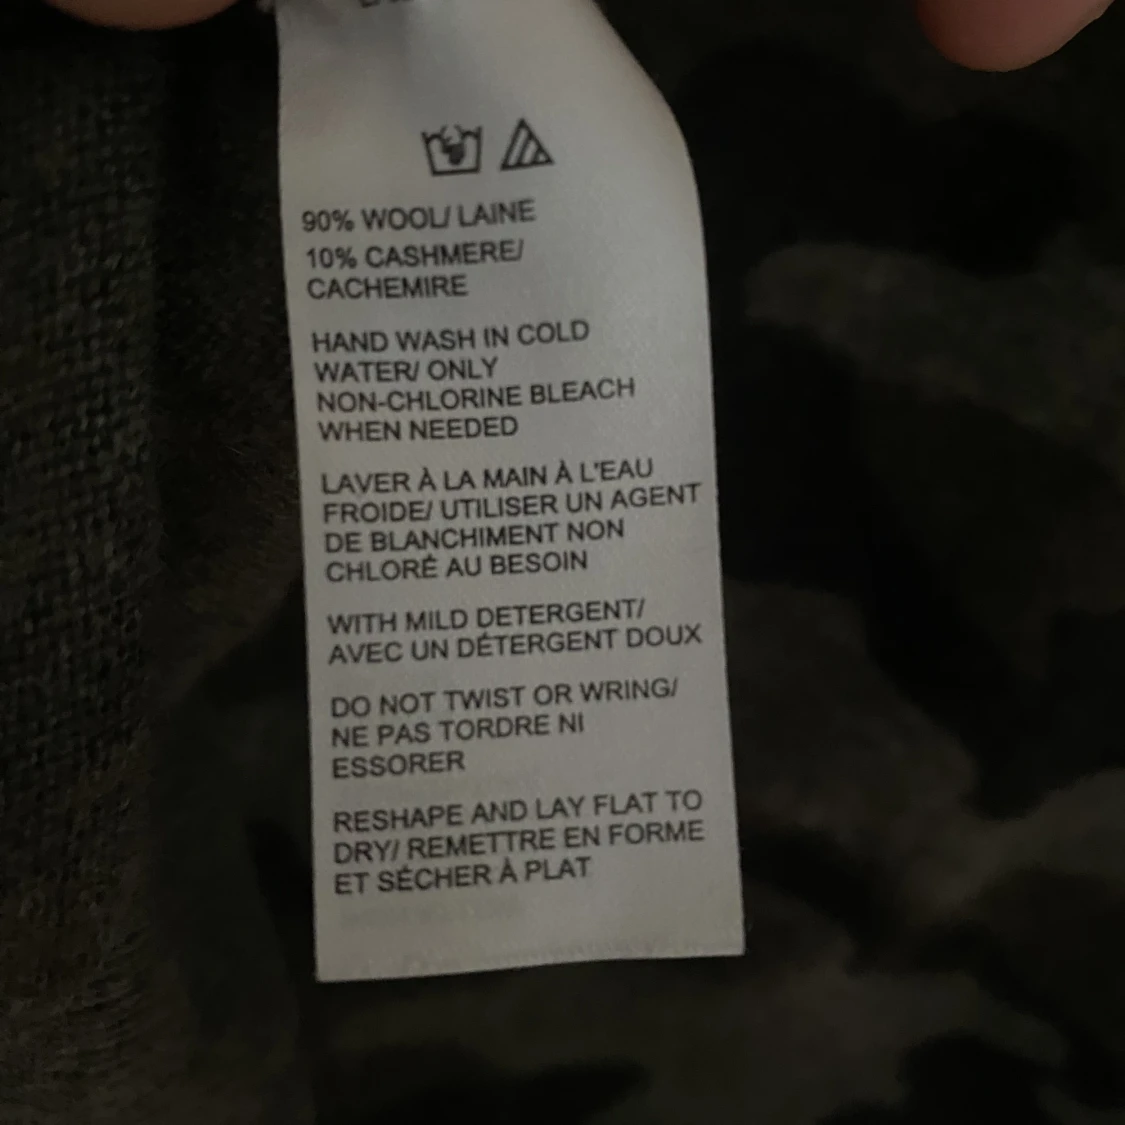 90% WOOL/ LAINE
10% CASHMERE/
CACHEMIRE
HAND WASH IN COLD
WATER/ ONLY
NON-CHLORINE BLEACH
WHEN NEEDED
LAVER À LA MAIN À L'EAU
FROIDE/ UTILISER UN AGENT
DE BLANCHIMENT NON
CHLORÉ AU BESOIN
WITH MILD DETERGENT/
AVEC UN DÉTERGENT DOUX
DO NOT TWIST OR WRING/
NE PAS TORDRE NI
ESSORER
RESHAPE AND LAY FLAT TO
DRY/ REMETTRE EN FORME
ET SÉCHER À PLAT